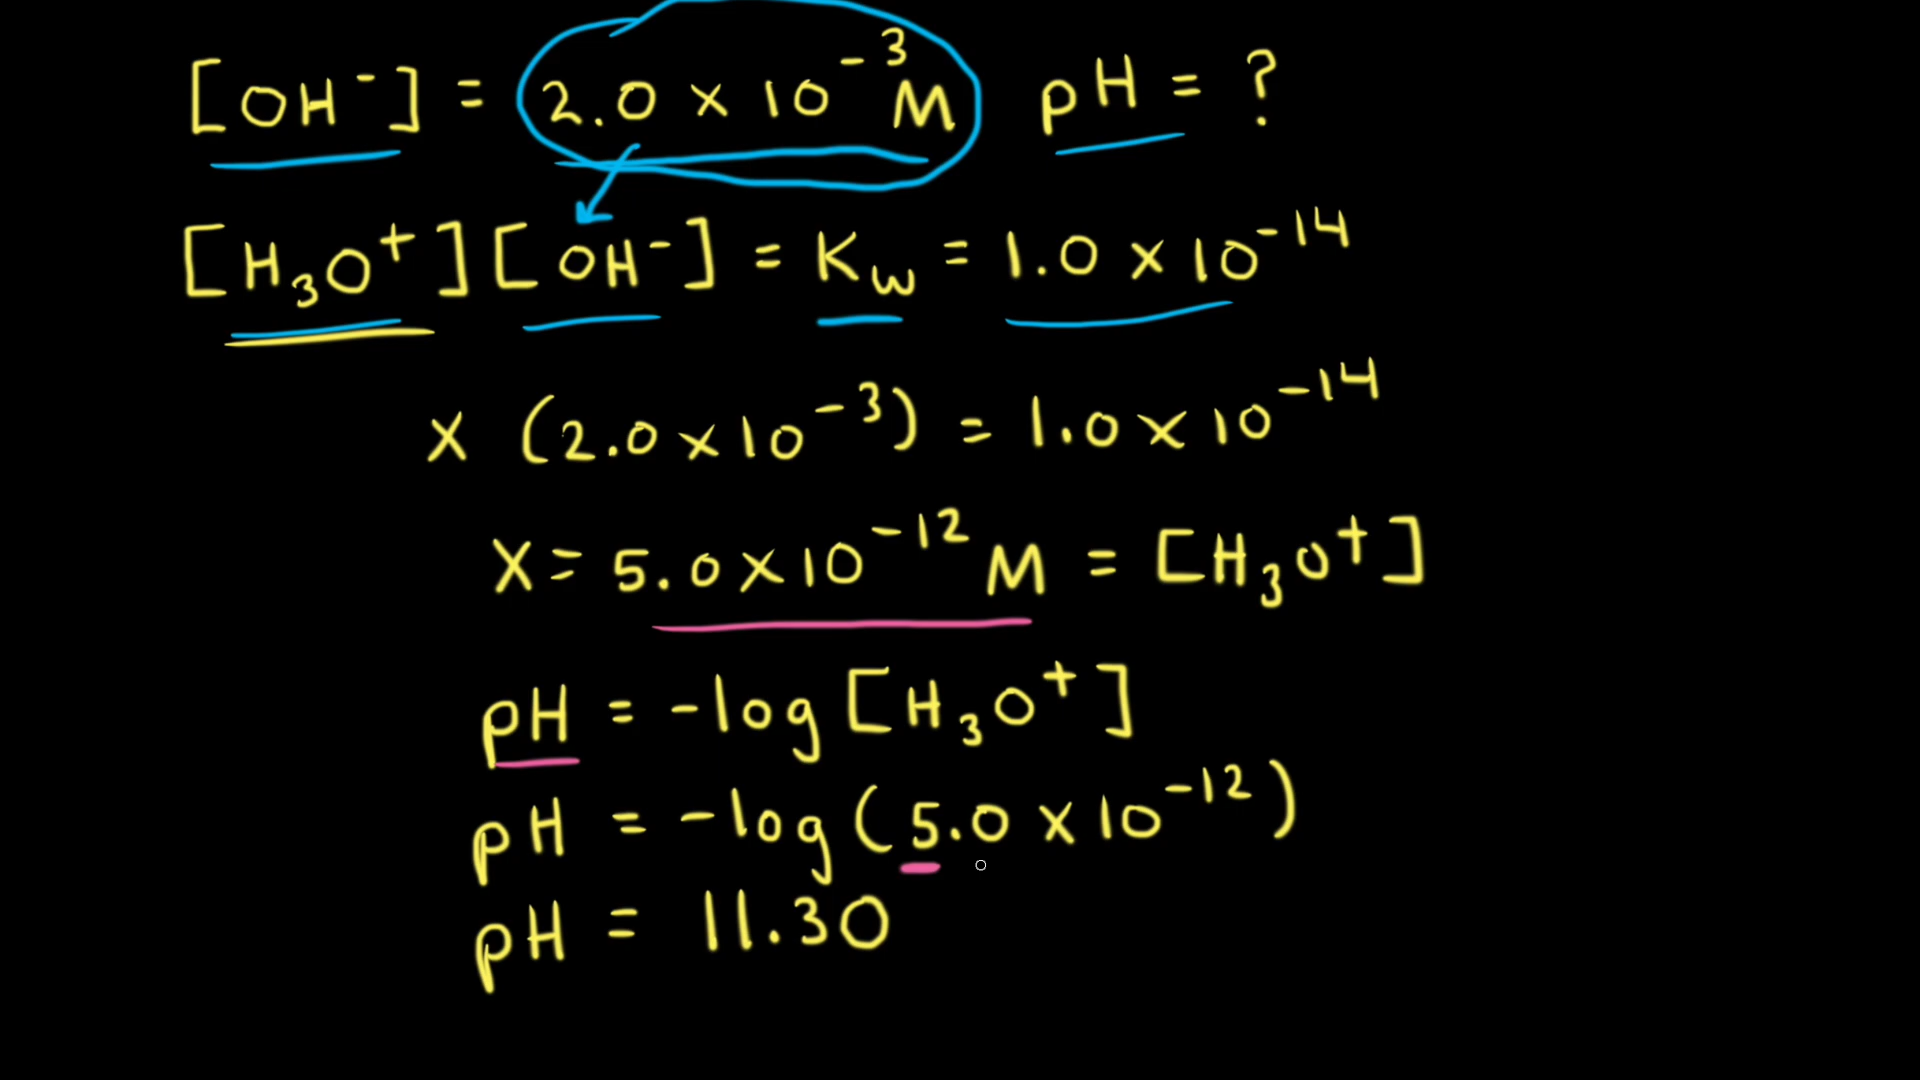 [OH⁻] = 2.0 x 10⁻³ M pH = ?
[H₃O⁺][OH⁻] = Kw = 1.0 x 10⁻¹⁴
X (2.0 x 10⁻³) = 1.0 x 10⁻¹⁴
X = 5.0 x 10⁻¹² M = [H₃O⁺]
pH = -log[H₃O⁺]
pH = -log(5.0 x 10⁻¹²)
pH = 11.30